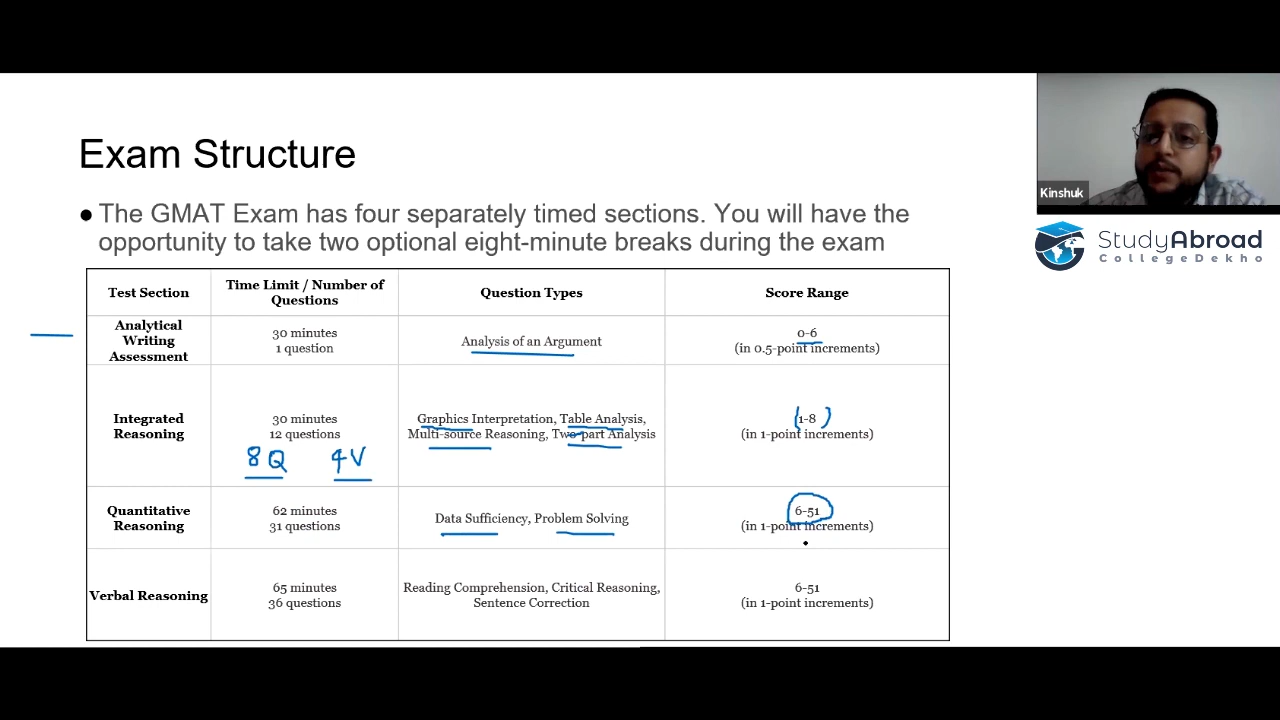 Exam Structure
● The GMAT Exam has four separately timed sections. You will have the
opportunity to take two optional eight-minute breaks during the exam
Kinshuk
StudyAbroad
CollegeDekho
Test Section
Time Limit / Number of
Questions
Question Types
Score Range
Analytical
Writing
Assessment
30 minutes
1 question
Analysis of an Argument
0-6
(in 0.5-point increments)
Integrated
Reasoning
30 minutes
12 questions
8Q 4V
Graphics Interpretation, Table Analysis,
Multi-source Reasoning, Two-part Analysis
(1-8)
(in 1-point increments)
Quantitative
Reasoning
62 minutes
31 questions
Data Sufficiency, Problem Solving
6-51
(in 1-point increments)
Verbal Reasoning
65 minutes
36 questions
Reading Comprehension, Critical Reasoning,
Sentence Correction
6-51
(in 1-point increments)